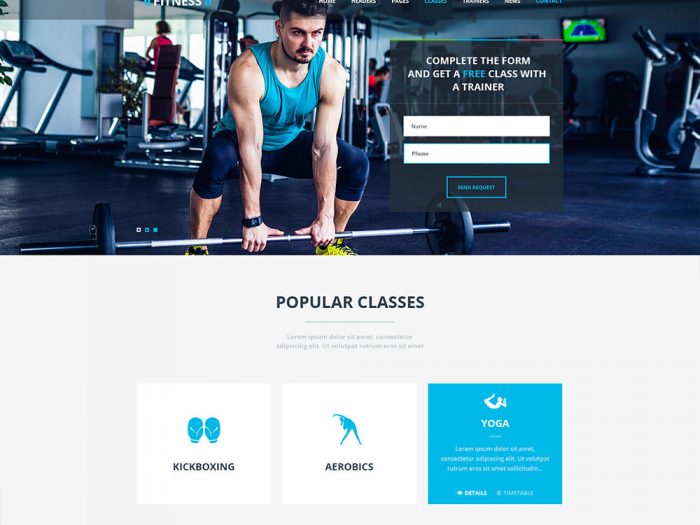 FITNESS
HOME HEADERS PAGES CLASSES TRAINERS NEWS CONTACT
COMPLETE THE FORM
AND GET A FREE CLASS WITH
A TRAINER
Name
Phone
SEND REQUEST
POPULAR CLASSES
Lorem ipsum dolor sit amet, consectetur
adipiscing elit. Ut volutpat rutrum eros et amet
KICKBOXING
AEROBICS
YOGA
Lorem ipsum dolor sit amet,
consectetur adipiscing elit. Ut volutpat
rutrum eros sit amet sollicitudin...
DETAILS TIMETABLE